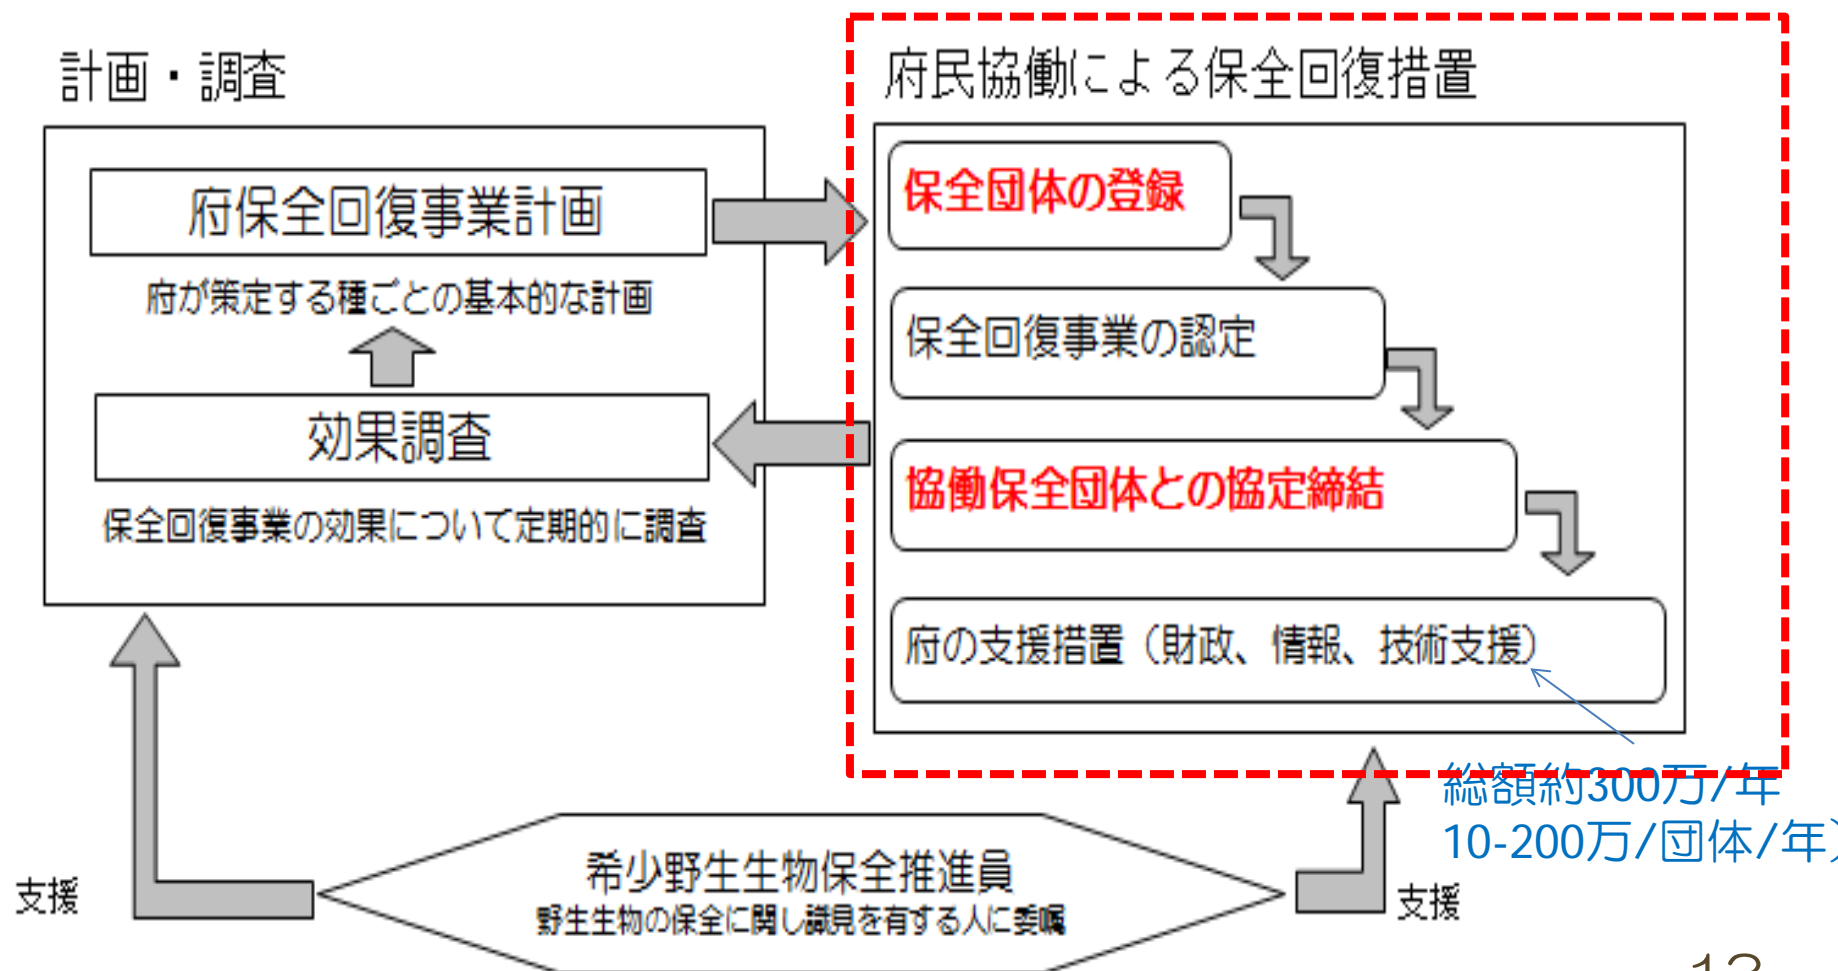 計画・調査
府保全回復事業計画
府が策定する種ごとの基本的な計画
効果調査
保全回復事業の効果について定期的に調査
府民協働による保全回復措置
保全団体の登録
保全回復事業の認定
協働保全団体との協定締結
府の支援措置（財政、情報、技術支援）
総額約300万/年
10-200万/団体/年）
希少野生生物保全推進員
野生生物の保全に関し識見を有する人に委嘱
支援
支援